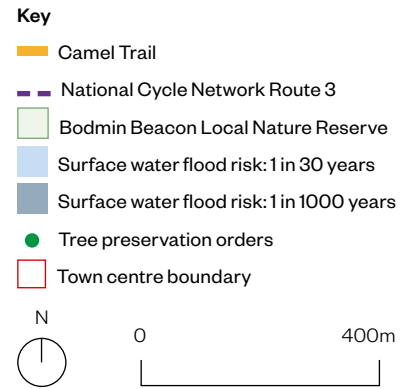 Key
Camel Trail
National Cycle Network Route 3
Bodmin Beacon Local Nature Reserve
Surface water flood risk: 1 in 30 years
Surface water flood risk: 1 in 1000 years
Tree preservation orders
Town centre boundary
N
0 400m